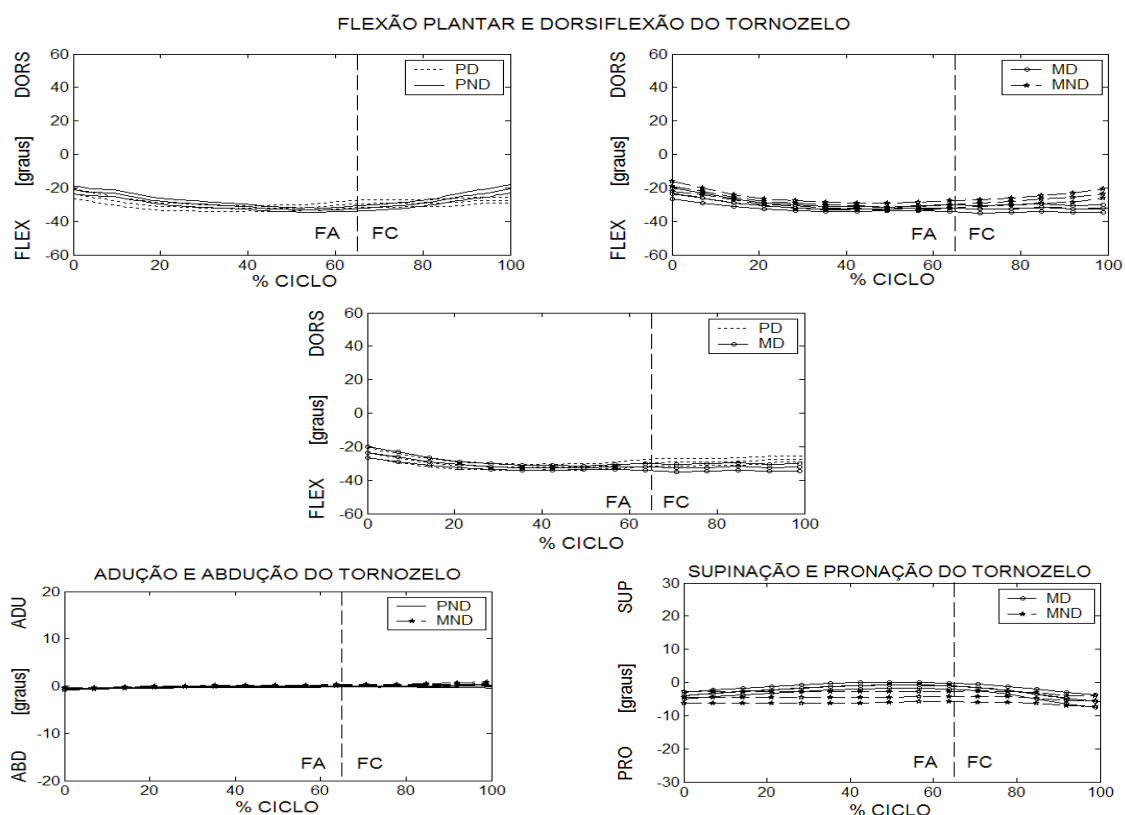 FLEXÃO PLANTAR E DORSIFLEXÃO DO TORNOZELO
60
40
20
0
-20
-40
-60
DORS
[graus]
FLEX
PD
PND
FA
FC
0
20
40
60
80
100
% CICLO
60
40
20
0
-20
-40
-60
DORS
[graus]
FLEX
MD
MND
FA
FC
0
20
40
60
80
100
% CICLO
60
40
20
0
-20
-40
-60
DORS
[graus]
FLEX
PD
MD
FA
FC
0
20
40
60
80
100
% CICLO
ADUÇÃO E ABDUÇÃO DO TORNOZELO
20
10
0
-10
-20
ADU
[graus]
ABD
PND
MND
FA
FC
0
20
40
60
80
100
% CICLO
SUPINAÇÃO E PRONAÇÃO DO TORNOZELO
30
20
10
0
-10
-20
-30
SUP
[graus]
PRO
MD
MND
FA
FC
0
20
40
60
80
100
% CICLO